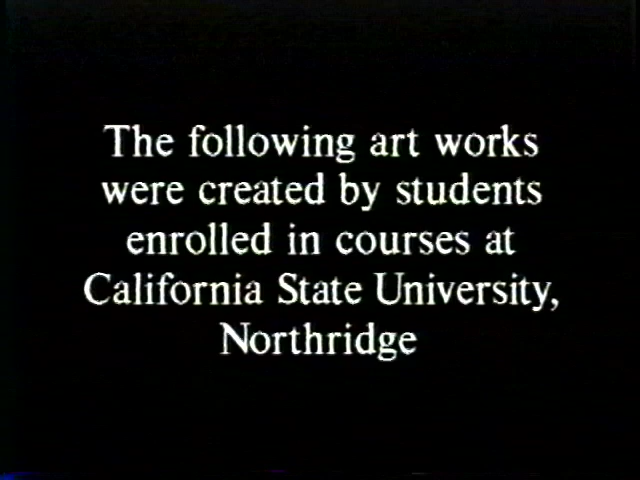 The following art works
were created by students
enrolled in courses at
California State University,
Northridge